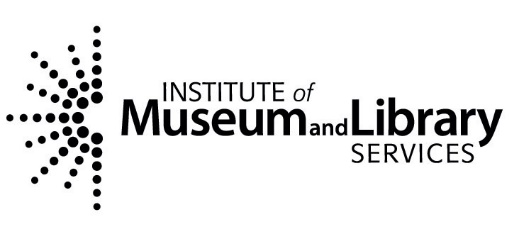 INSTITUTE of
Museum and Library
SERVICES